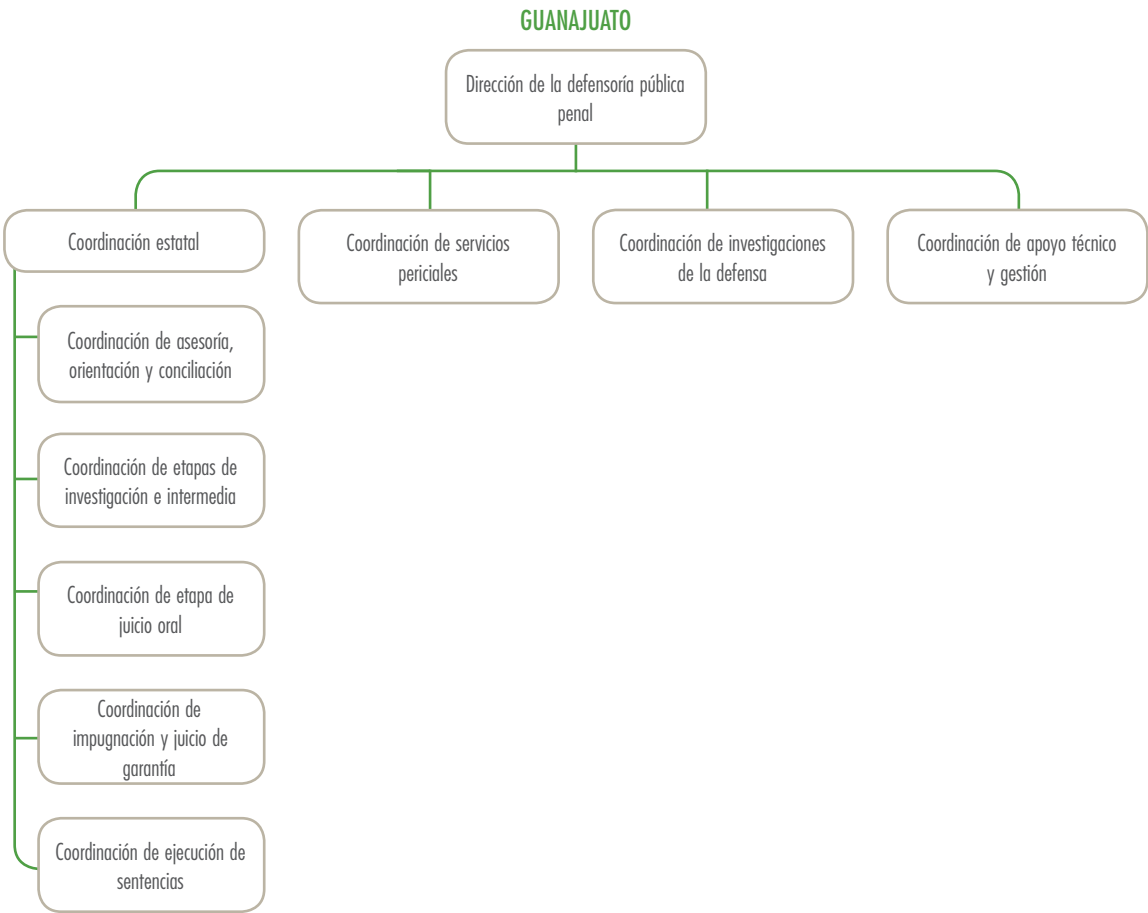 GUANAJUATO
Dirección de la defensoría pública
penal
Coordinación estatal
Coordinación de servicios
periciales
Coordinación de investigaciones
de la defensa
Coordinación de apoyo técnico
y gestión
Coordinación de asesoría,
orientación y conciliación
Coordinación de etapas de
investigación e intermedia
Coordinación de etapa de
juicio oral
Coordinación de
impugnación y juicio de
garantía
Coordinación de ejecución de
sentencias